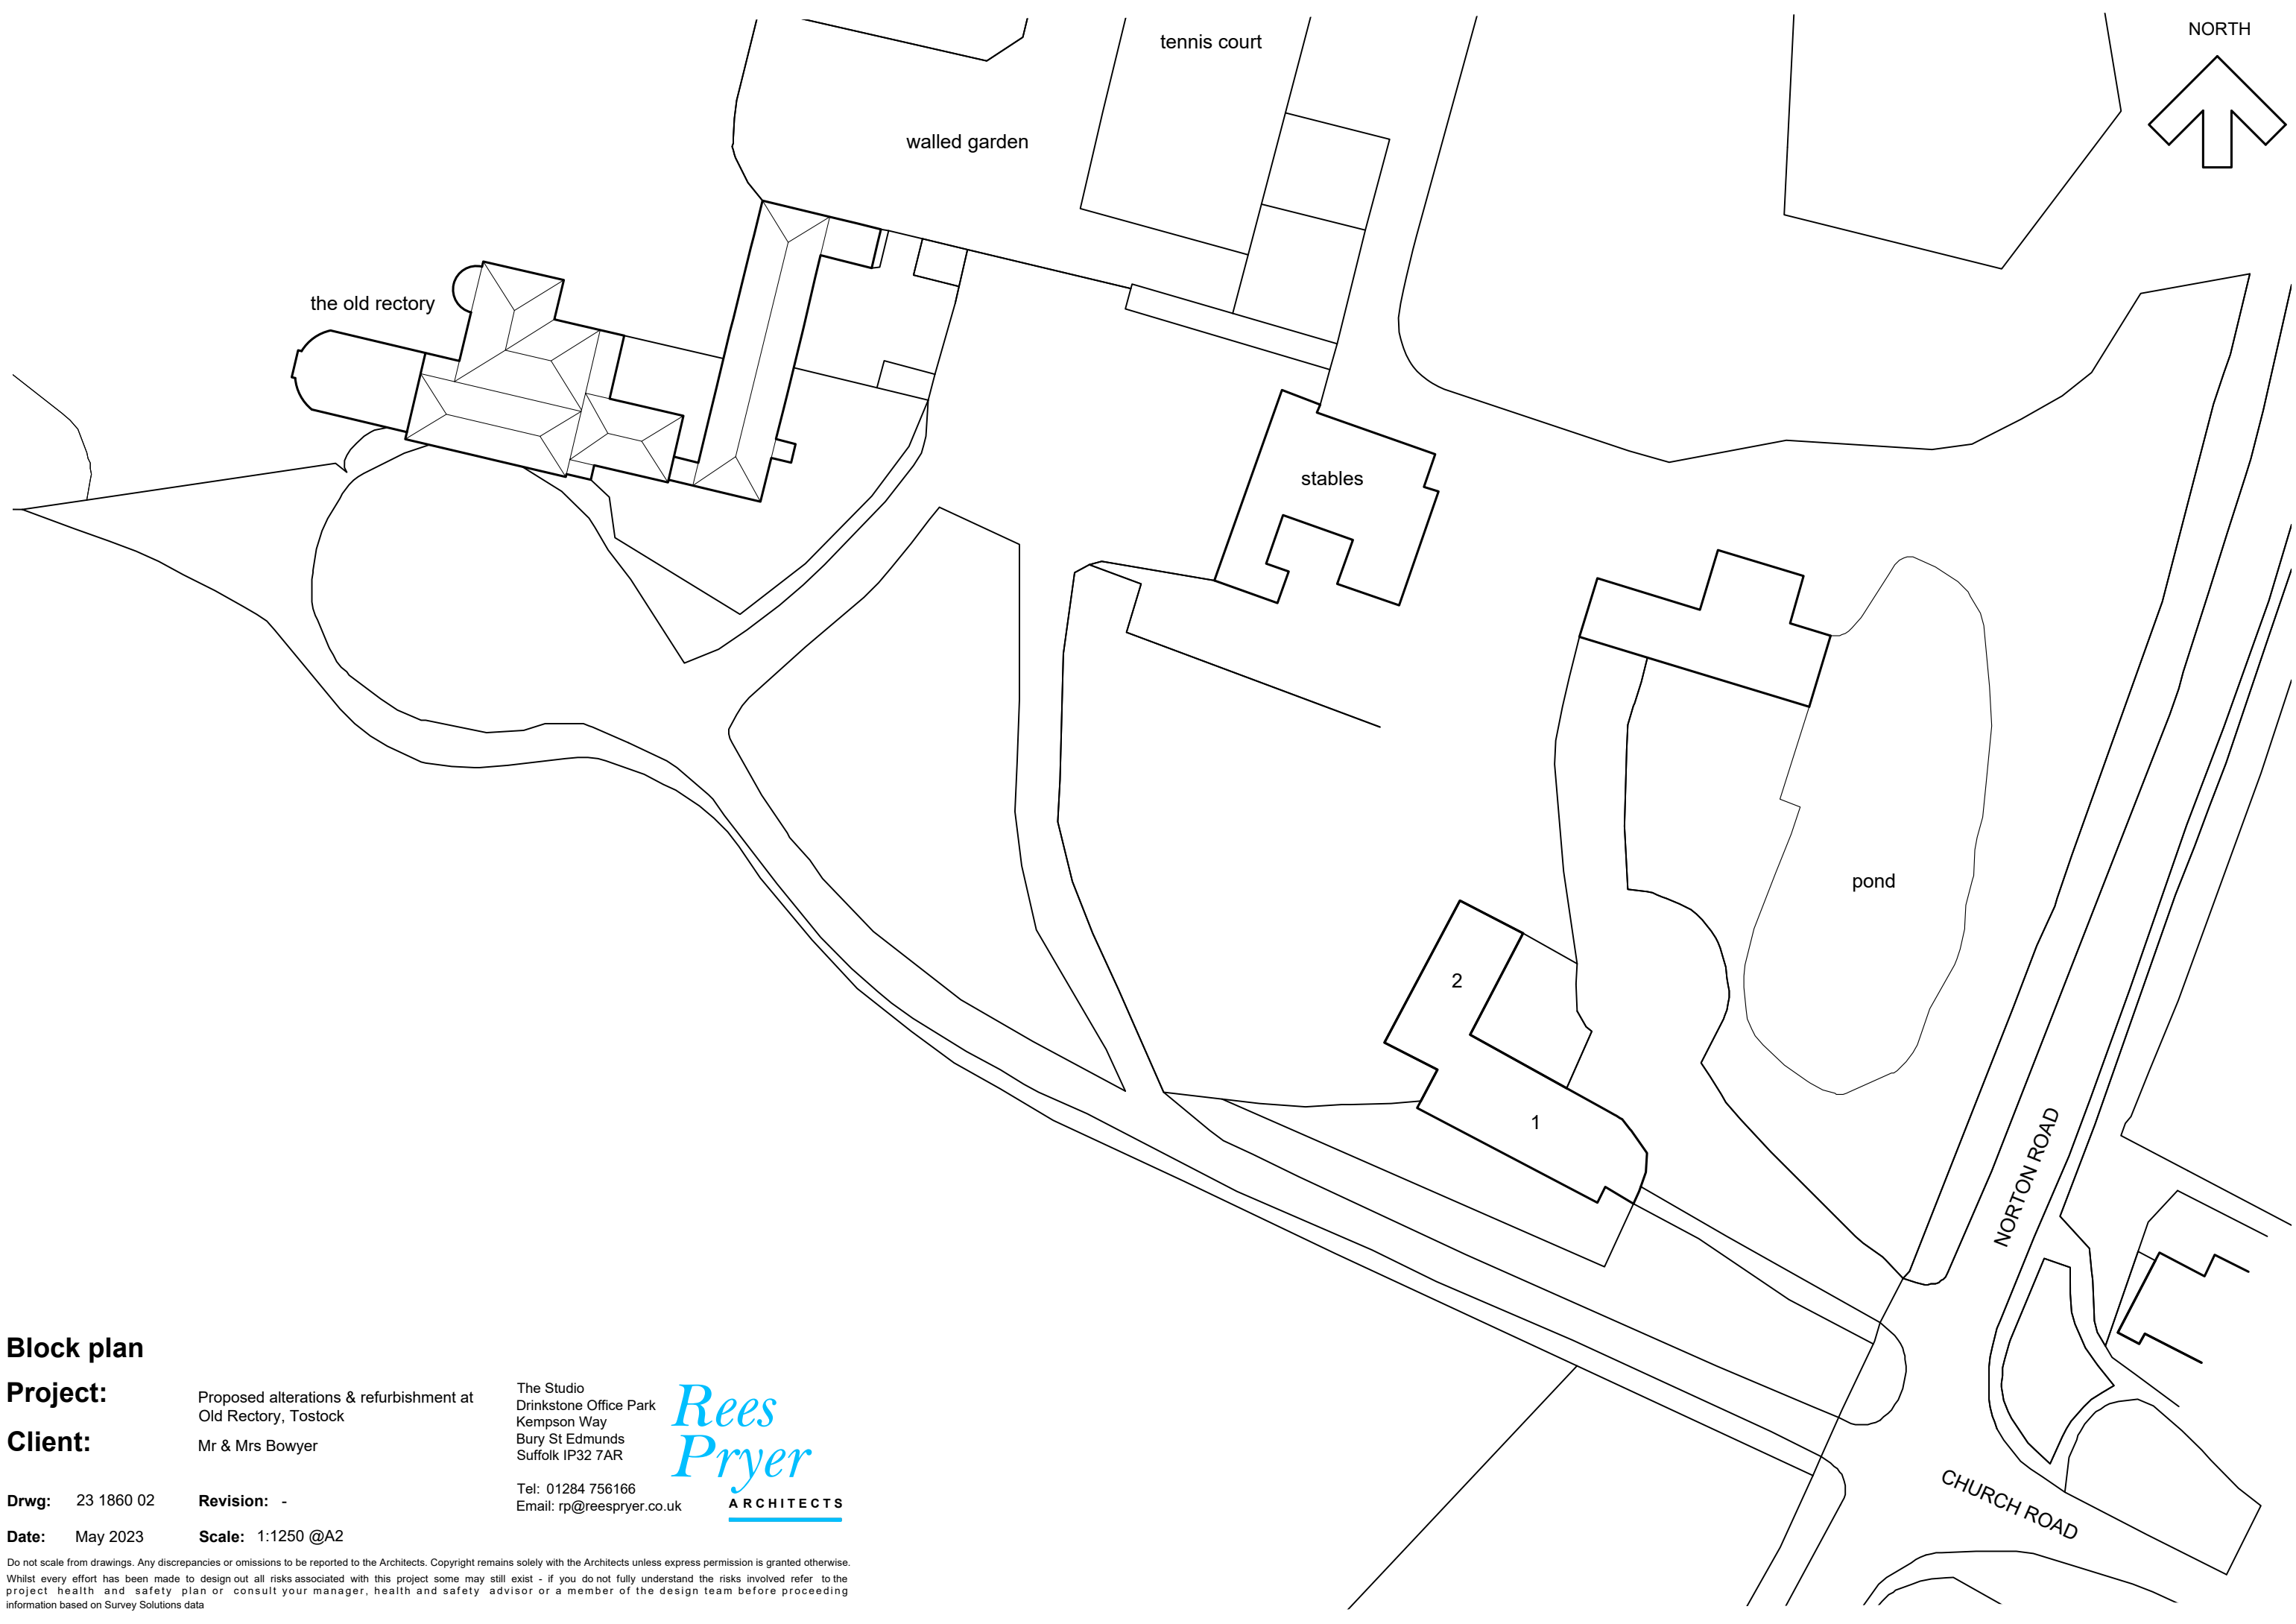 NORTH
tennis court
walled garden
the old rectory
stables
pond
2
1
NORTON ROAD
CHURCH ROAD
Block plan
Project: Proposed alterations & refurbishment at
Old Rectory, Tostock
Client: Mr & Mrs Bowyer
Drwg: 23 1860 02 Revision: -
Date: May 2023 Scale: 1:1250 @A2
The Studio
Drinkstone Office Park
Kempson Way
Bury St Edmunds
Suffolk IP32 7AR
Tel: 01284 756166
Email: rp@reespryer.co.uk
Rees
Pryer
ARCHITECTS
Do not scale from drawings. Any discrepancies or omissions to be reported to the Architects. Copyright remains solely with the Architects unless express permission is granted otherwise.
Whilst every effort has been made to design out all risks associated with this project some may still exist - if you do not fully understand the risks involved refer to the
project health and safety plan or consult your manager, health and safety advisor or a member of the design team before proceeding
information based on Survey Solutions data